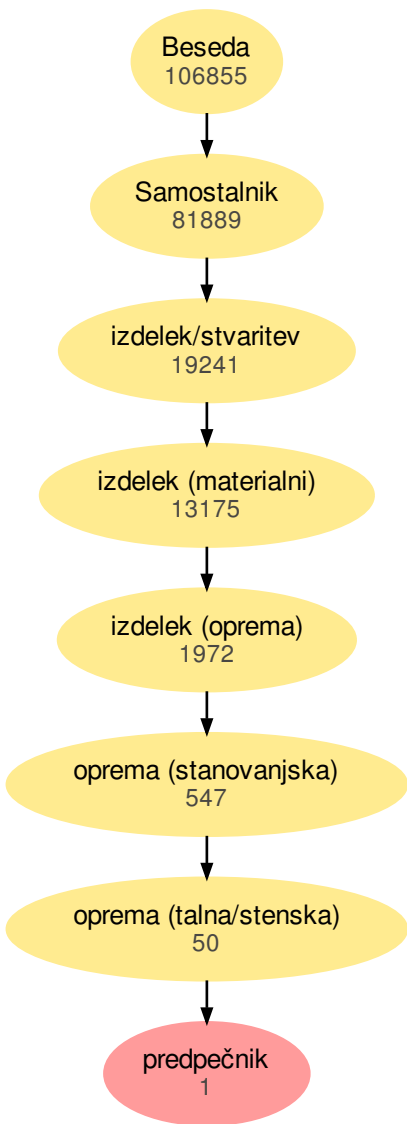 Beseda
106855
Samostalnik
81889
izdelek/stvaritev
19241
izdelek (materialni)
13175
izdelek (oprema)
1972
oprema (stanovanjska)
547
oprema (talna/stenska)
50
predpečnik
1